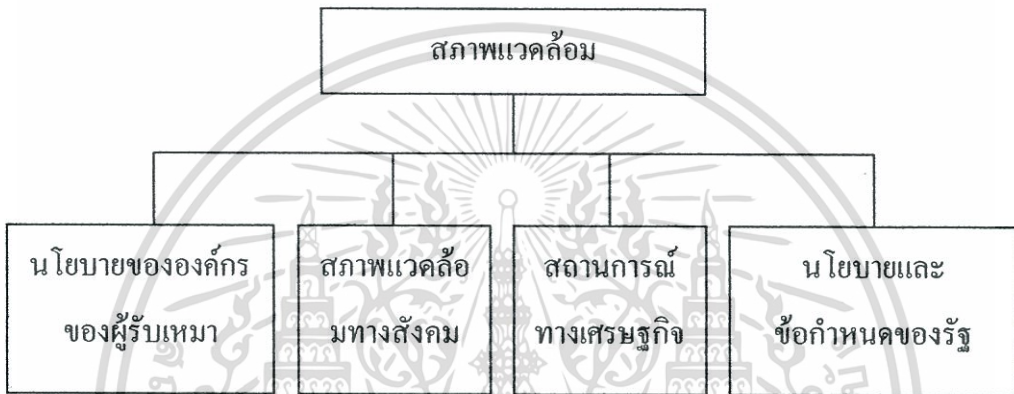 สภาพแวดล้อม
นโยบายขององค์กร
ของผู้รับเหมา
สภาพแวดล้อ
มทางสังคม
สถานการณ์
ทางเศรษฐกิจ
นโยบายและ
ข้อกำหนดของรัฐ